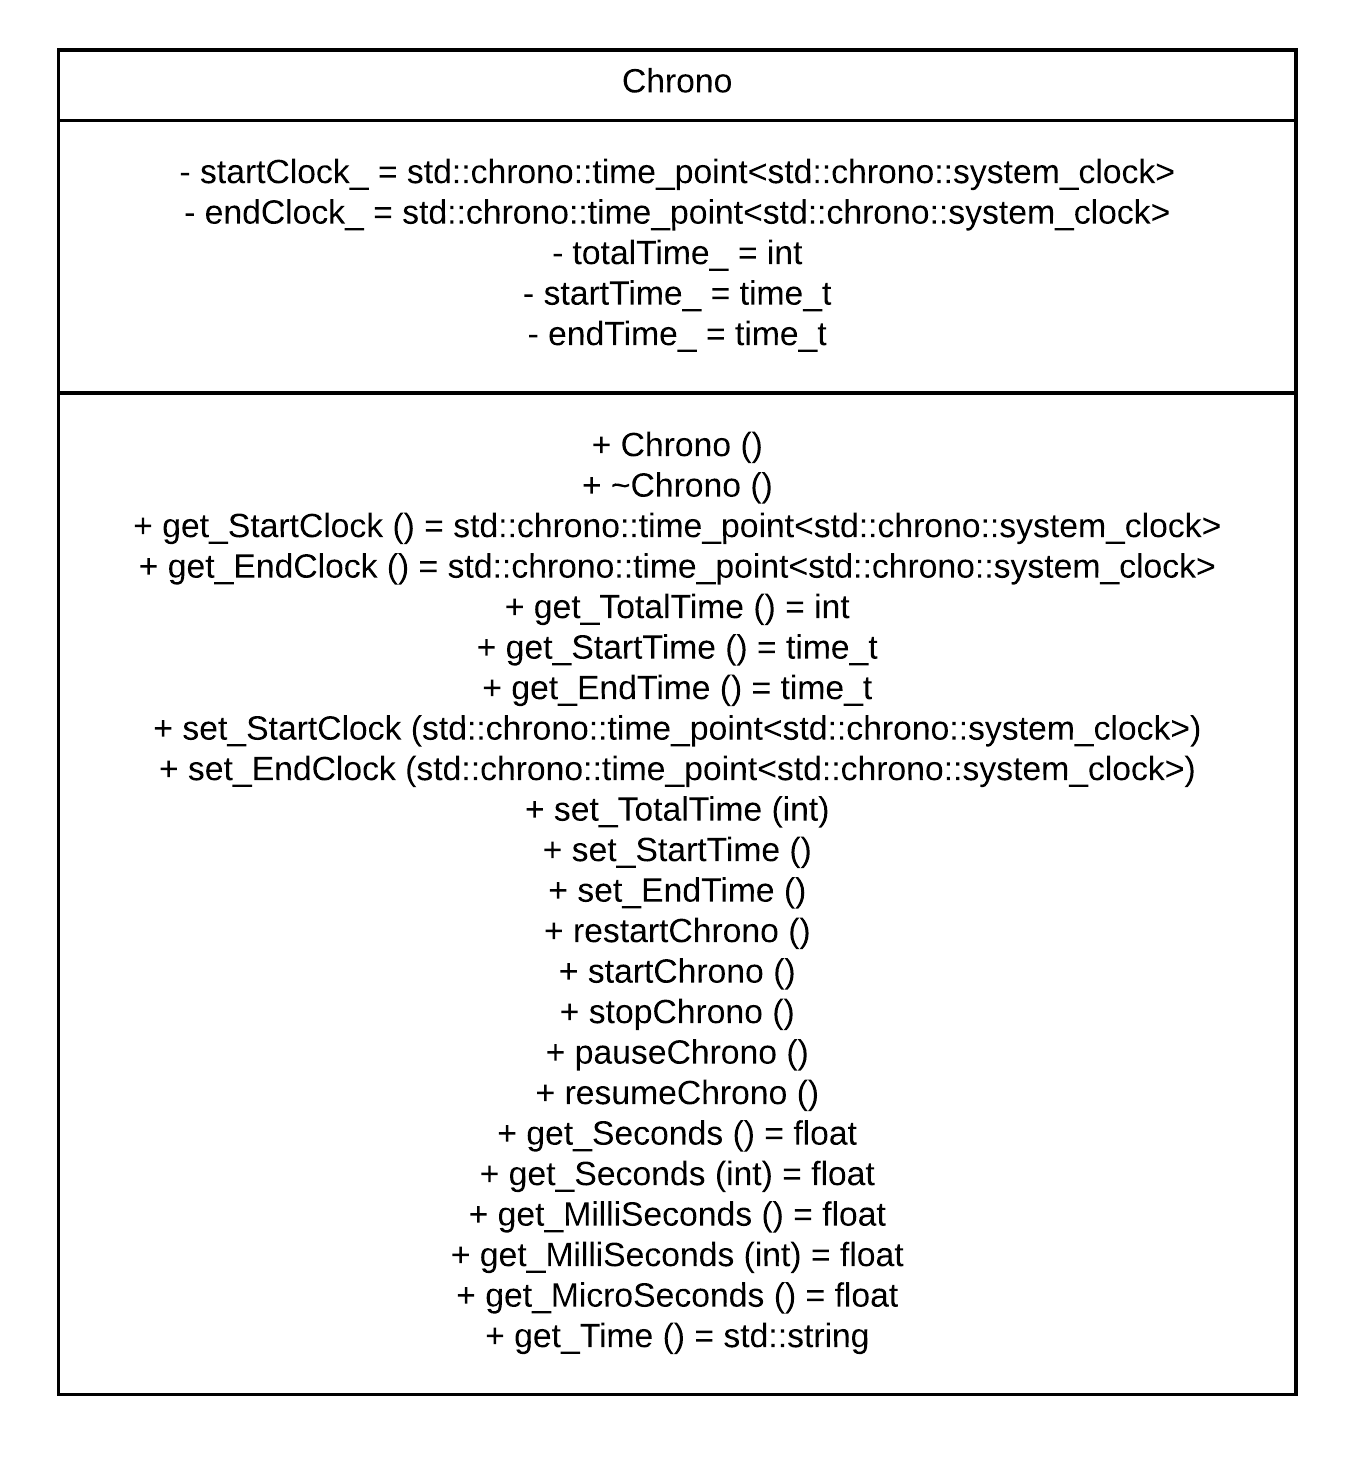 Chrono
- startClock_ = std::chrono::time_point<std::chrono::system_clock>
- endClock_ = std::chrono::time_point<std::chrono::system_clock>
- totalTime_ = int
- startTime_ = time_t
- endTime_ = time_t
+ Chrono ()
+ ~Chrono ()
+ get_StartClock () = std::chrono::time_point<std::chrono::system_clock>
+ get_EndClock () = std::chrono::time_point<std::chrono::system_clock>
+ get_TotalTime () = int
+ get_StartTime () = time_t
+ get_EndTime () = time_t
+ set_StartClock (std::chrono::time_point<std::chrono::system_clock>)
+ set_EndClock (std::chrono::time_point<std::chrono::system_clock>)
+ set_TotalTime (int)
+ set_StartTime ()
+ set_EndTime ()
+ restartChrono ()
+ startChrono ()
+ stopChrono ()
+ pauseChrono ()
+ resumeChrono ()
+ get_Seconds () = float
+ get_Seconds (int) = float
+ get_MilliSeconds () = float
+ get_MilliSeconds (int) = float
+ get_MicroSeconds () = float
+ get_Time () = std::string